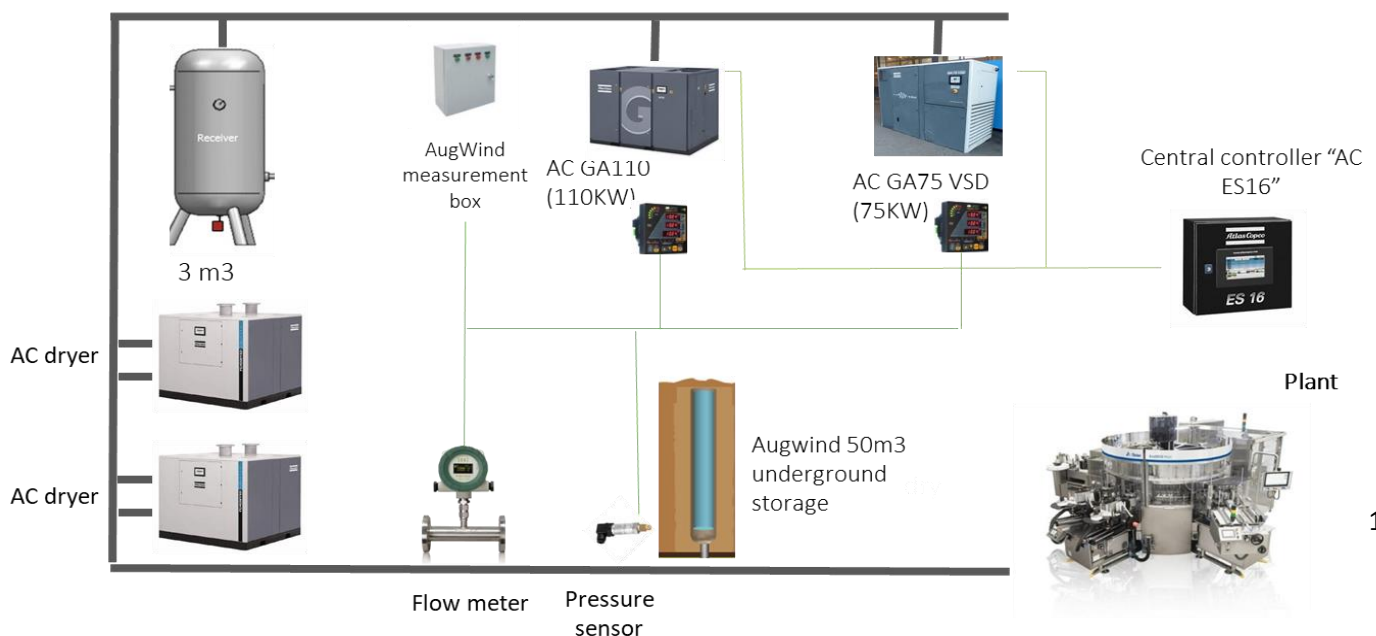 Receiver
3 m3
AugWind
measurement
box
AC GA110
(110KW)
G
AC GA75 VSD
(75KW)
Central controller “AC
ES16”
Atlas Copco
ES 16
AC dryer
AC dryer
Plant
Augwind 50m3
underground
storage
1
Flow meter
Pressure
sensor